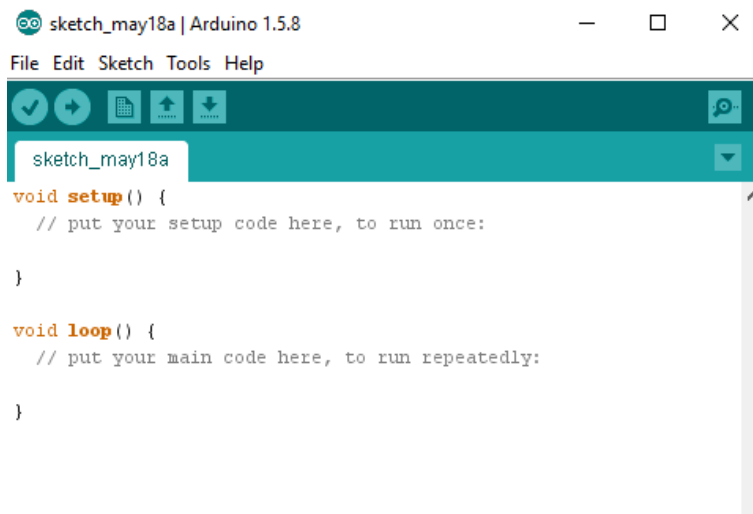 sketch_may18a | Arduino 1.5.8
File Edit Sketch Tools Help
sketch_may18a
void setup() {
  // put your setup code here, to run once:
}
void loop() {
  // put your main code here, to run repeatedly:
}